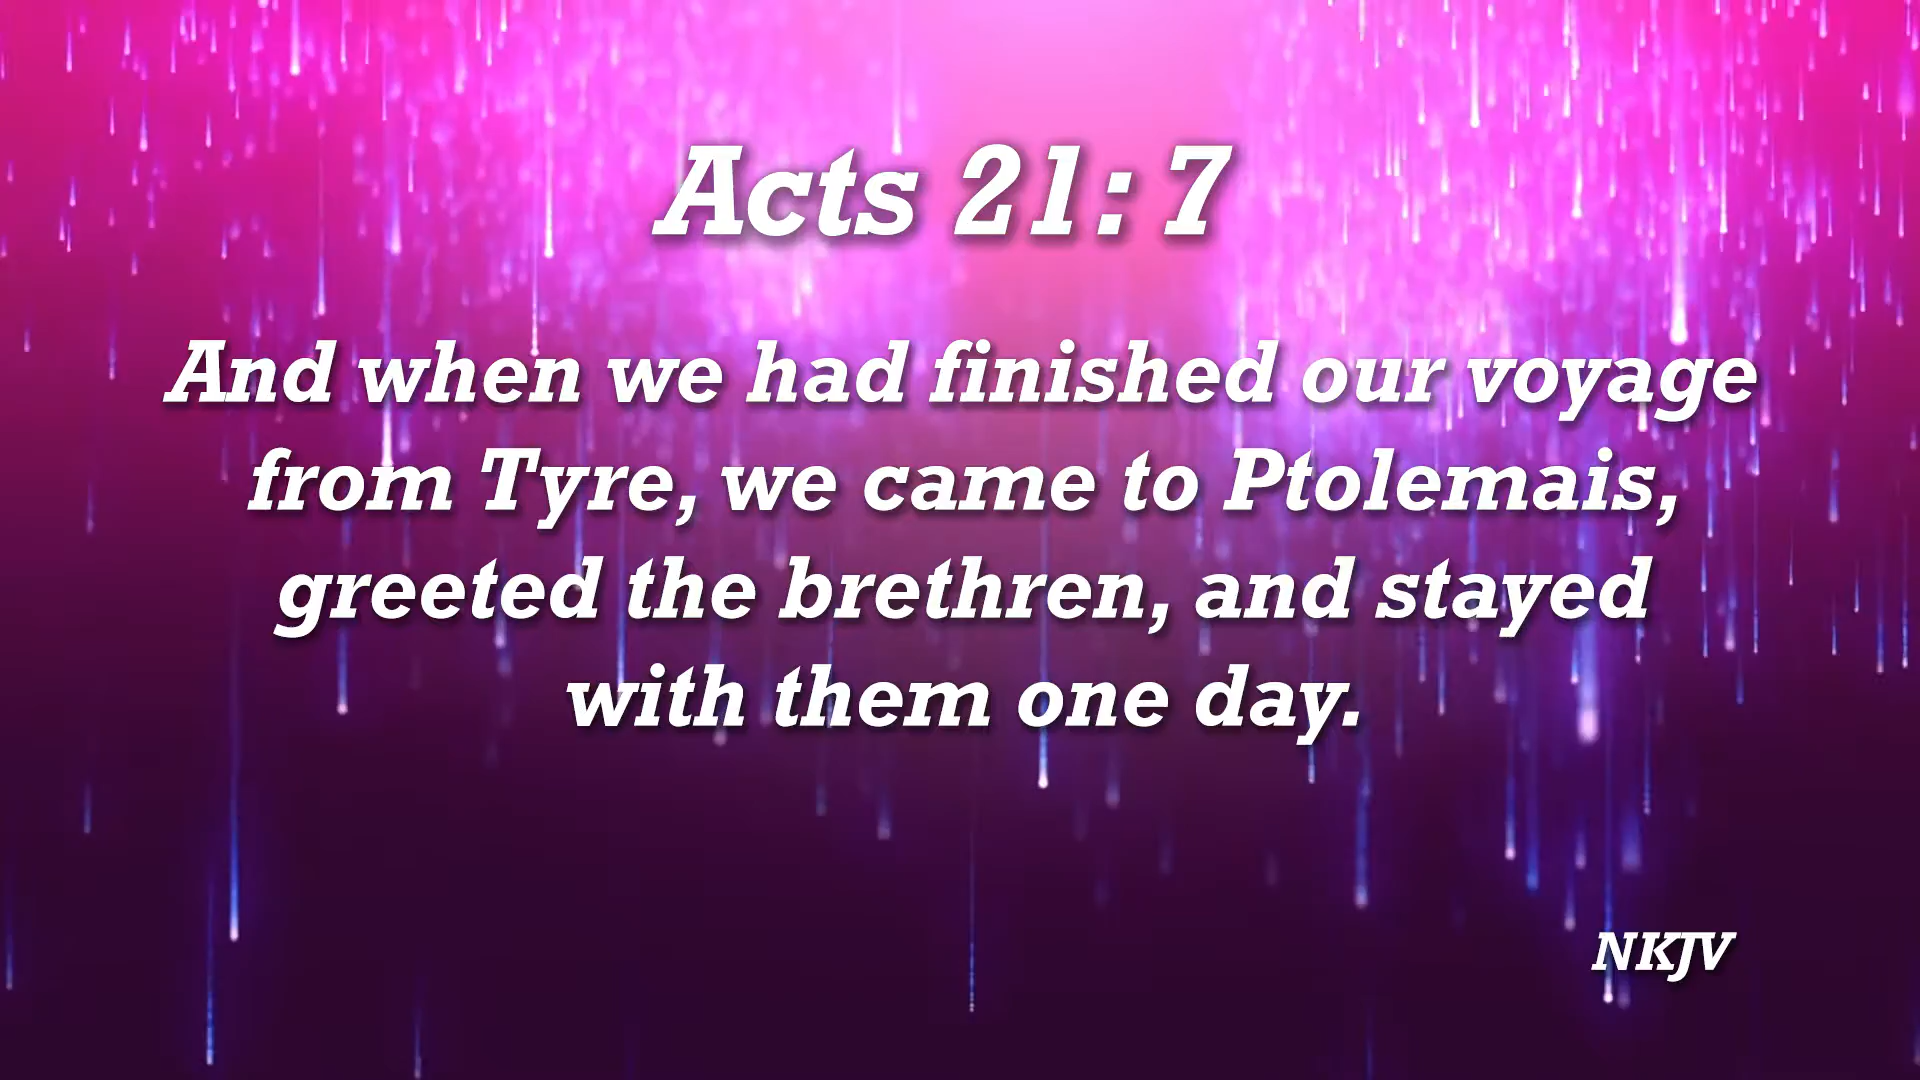 Acts 21:7
And when we had finished our voyage
from Tyre, we came to Ptolemais,
greeted the brethren, and stayed
with them one day.
NKJV